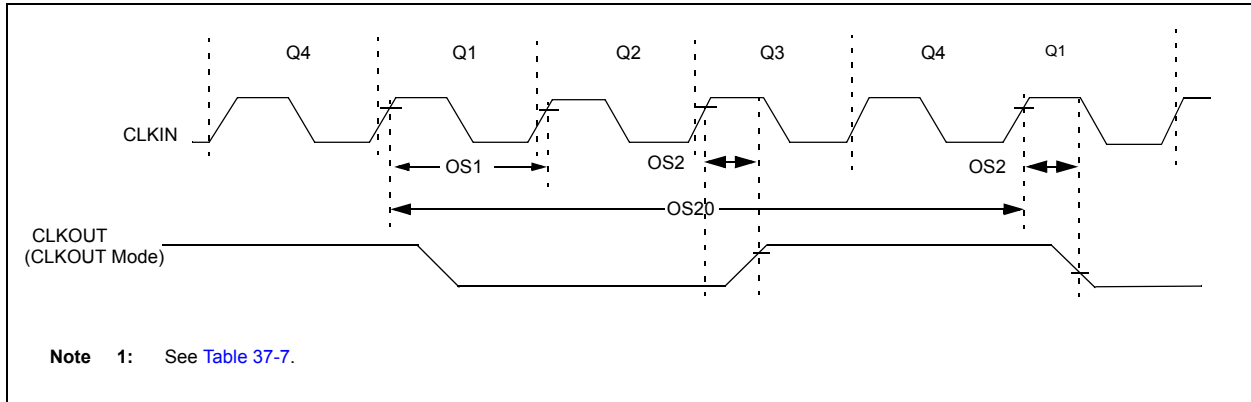 Q4 Q1 Q2 Q3 Q4 Q1
CLKIN
OS1 OS2 OS2
OS20
CLKOUT
(CLKOUT Mode)
Note 1: See Table 37-7.